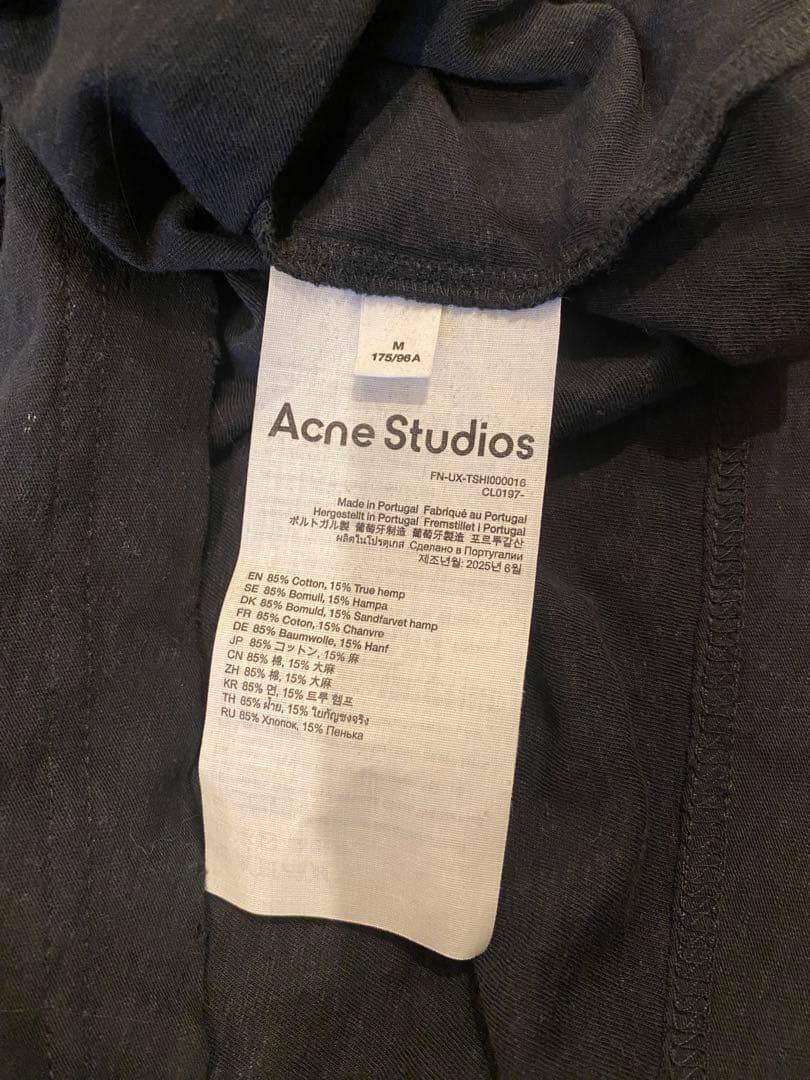 M
175/96A
Acne Studios
FN-UX-TSHI000016
CL0197-
Made in Portugal Fabriqué au Portugal
Hergestellt in Portugal Fremstillet i Portugal
ポルトガル製 葡萄牙制造 葡萄牙製造 포르투갈산
ผลิตในโปรตุเกส Сделано в Португалии
제조년월: 2025년 6월
EN 85% Cotton, 15% True hemp
SE 85% Bomull, 15% Hampa
DK 85% Bomuld, 15% Sandfarvet hamp
FR 85% Coton, 15% Chanvre
DE 85% Baumwolle, 15% Hanf
JP 85% コットン, 15% 麻
CN 85% 棉, 15% 大麻
ZH 85% 棉, 15% 大麻
KR 85% 면, 15% 트루 헴프
TH 85% ฝ้าย, 15% ใยกัญชงจริง
RU 85% Хлопок, 15% Пенька